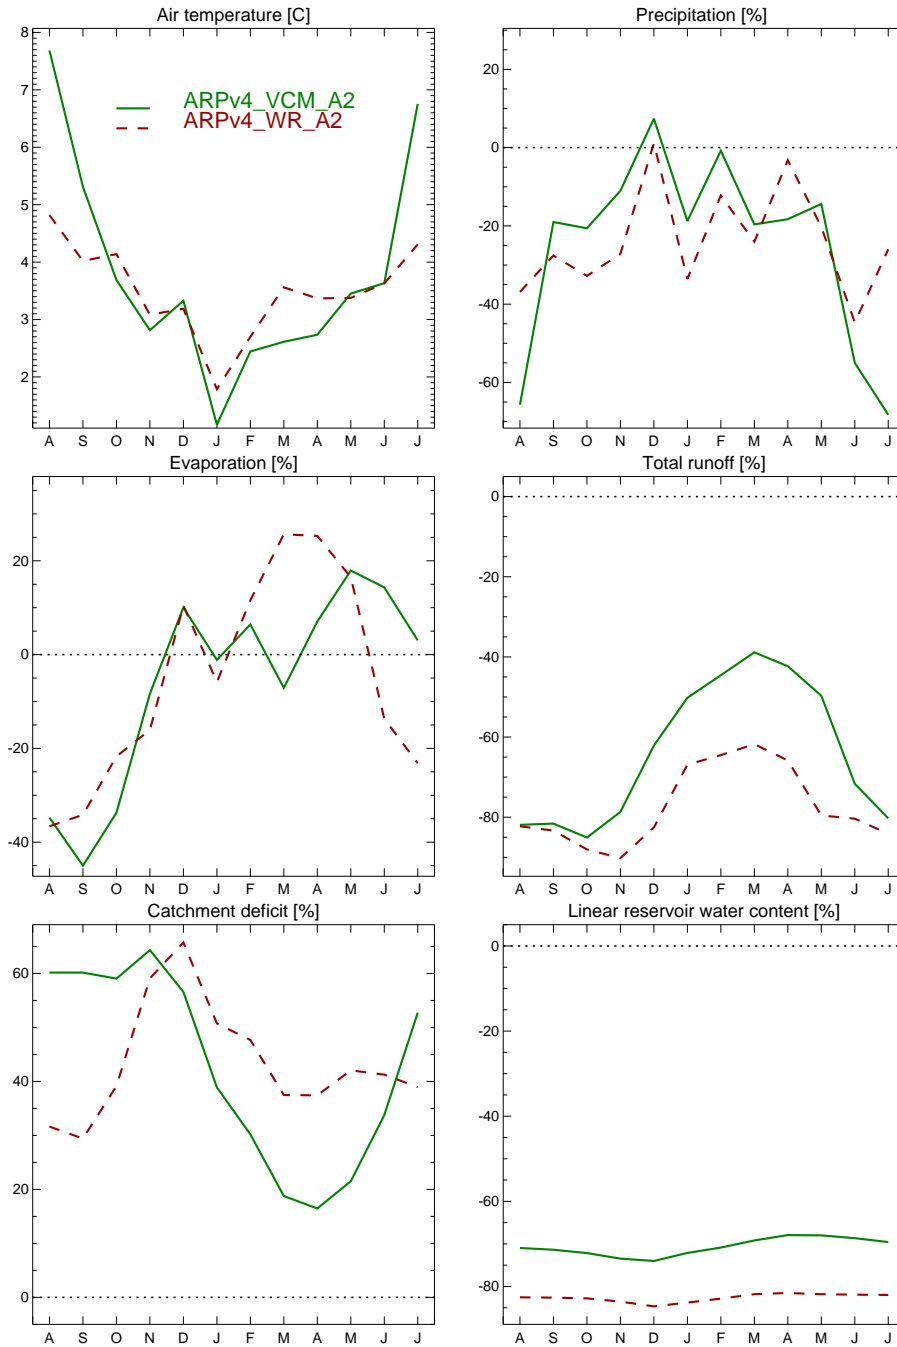 Air temperature [C]
8
7
6
5
4
3
2
ARPv4_VCM_A2
ARPv4_WR_A2
A S O N D J F M A M J J
Precipitation [%]
20
0
-20
-40
-60
A S O N D J F M A M J J
Evaporation [%]
20
0
-20
-40
A S O N D J F M A M J J
Total runoff [%]
0
-20
-40
-60
-80
A S O N D J F M A M J J
Catchment deficit [%]
60
40
20
0
A S O N D J F M A M J J
Linear reservoir water content [%]
0
-20
-40
-60
-80
A S O N D J F M A M J J